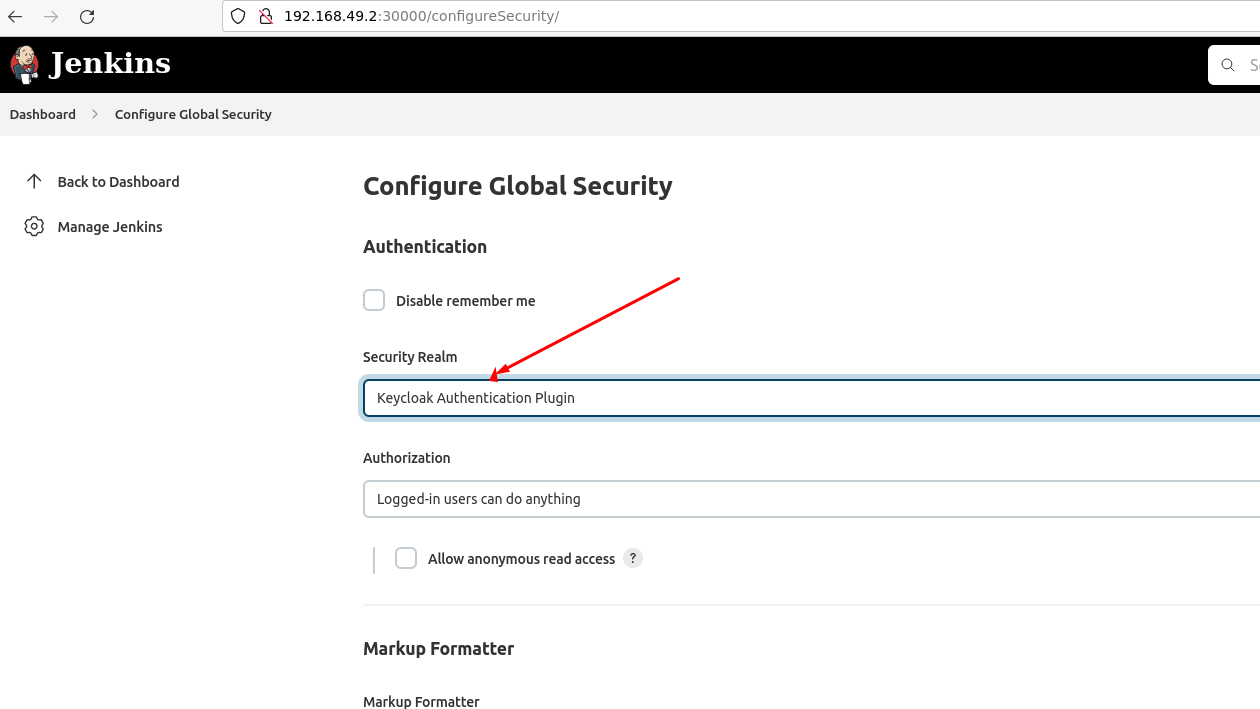 192.168.49.2:30000/configureSecurity/
Jenkins
Dashboard
Configure Global Security
Back to Dashboard
Manage Jenkins
Configure Global Security
Authentication
Disable remember me
Security Realm
Keycloak Authentication Plugin
Authorization
Logged-in users can do anything
Allow anonymous read access ?
Markup Formatter
Markup Formatter